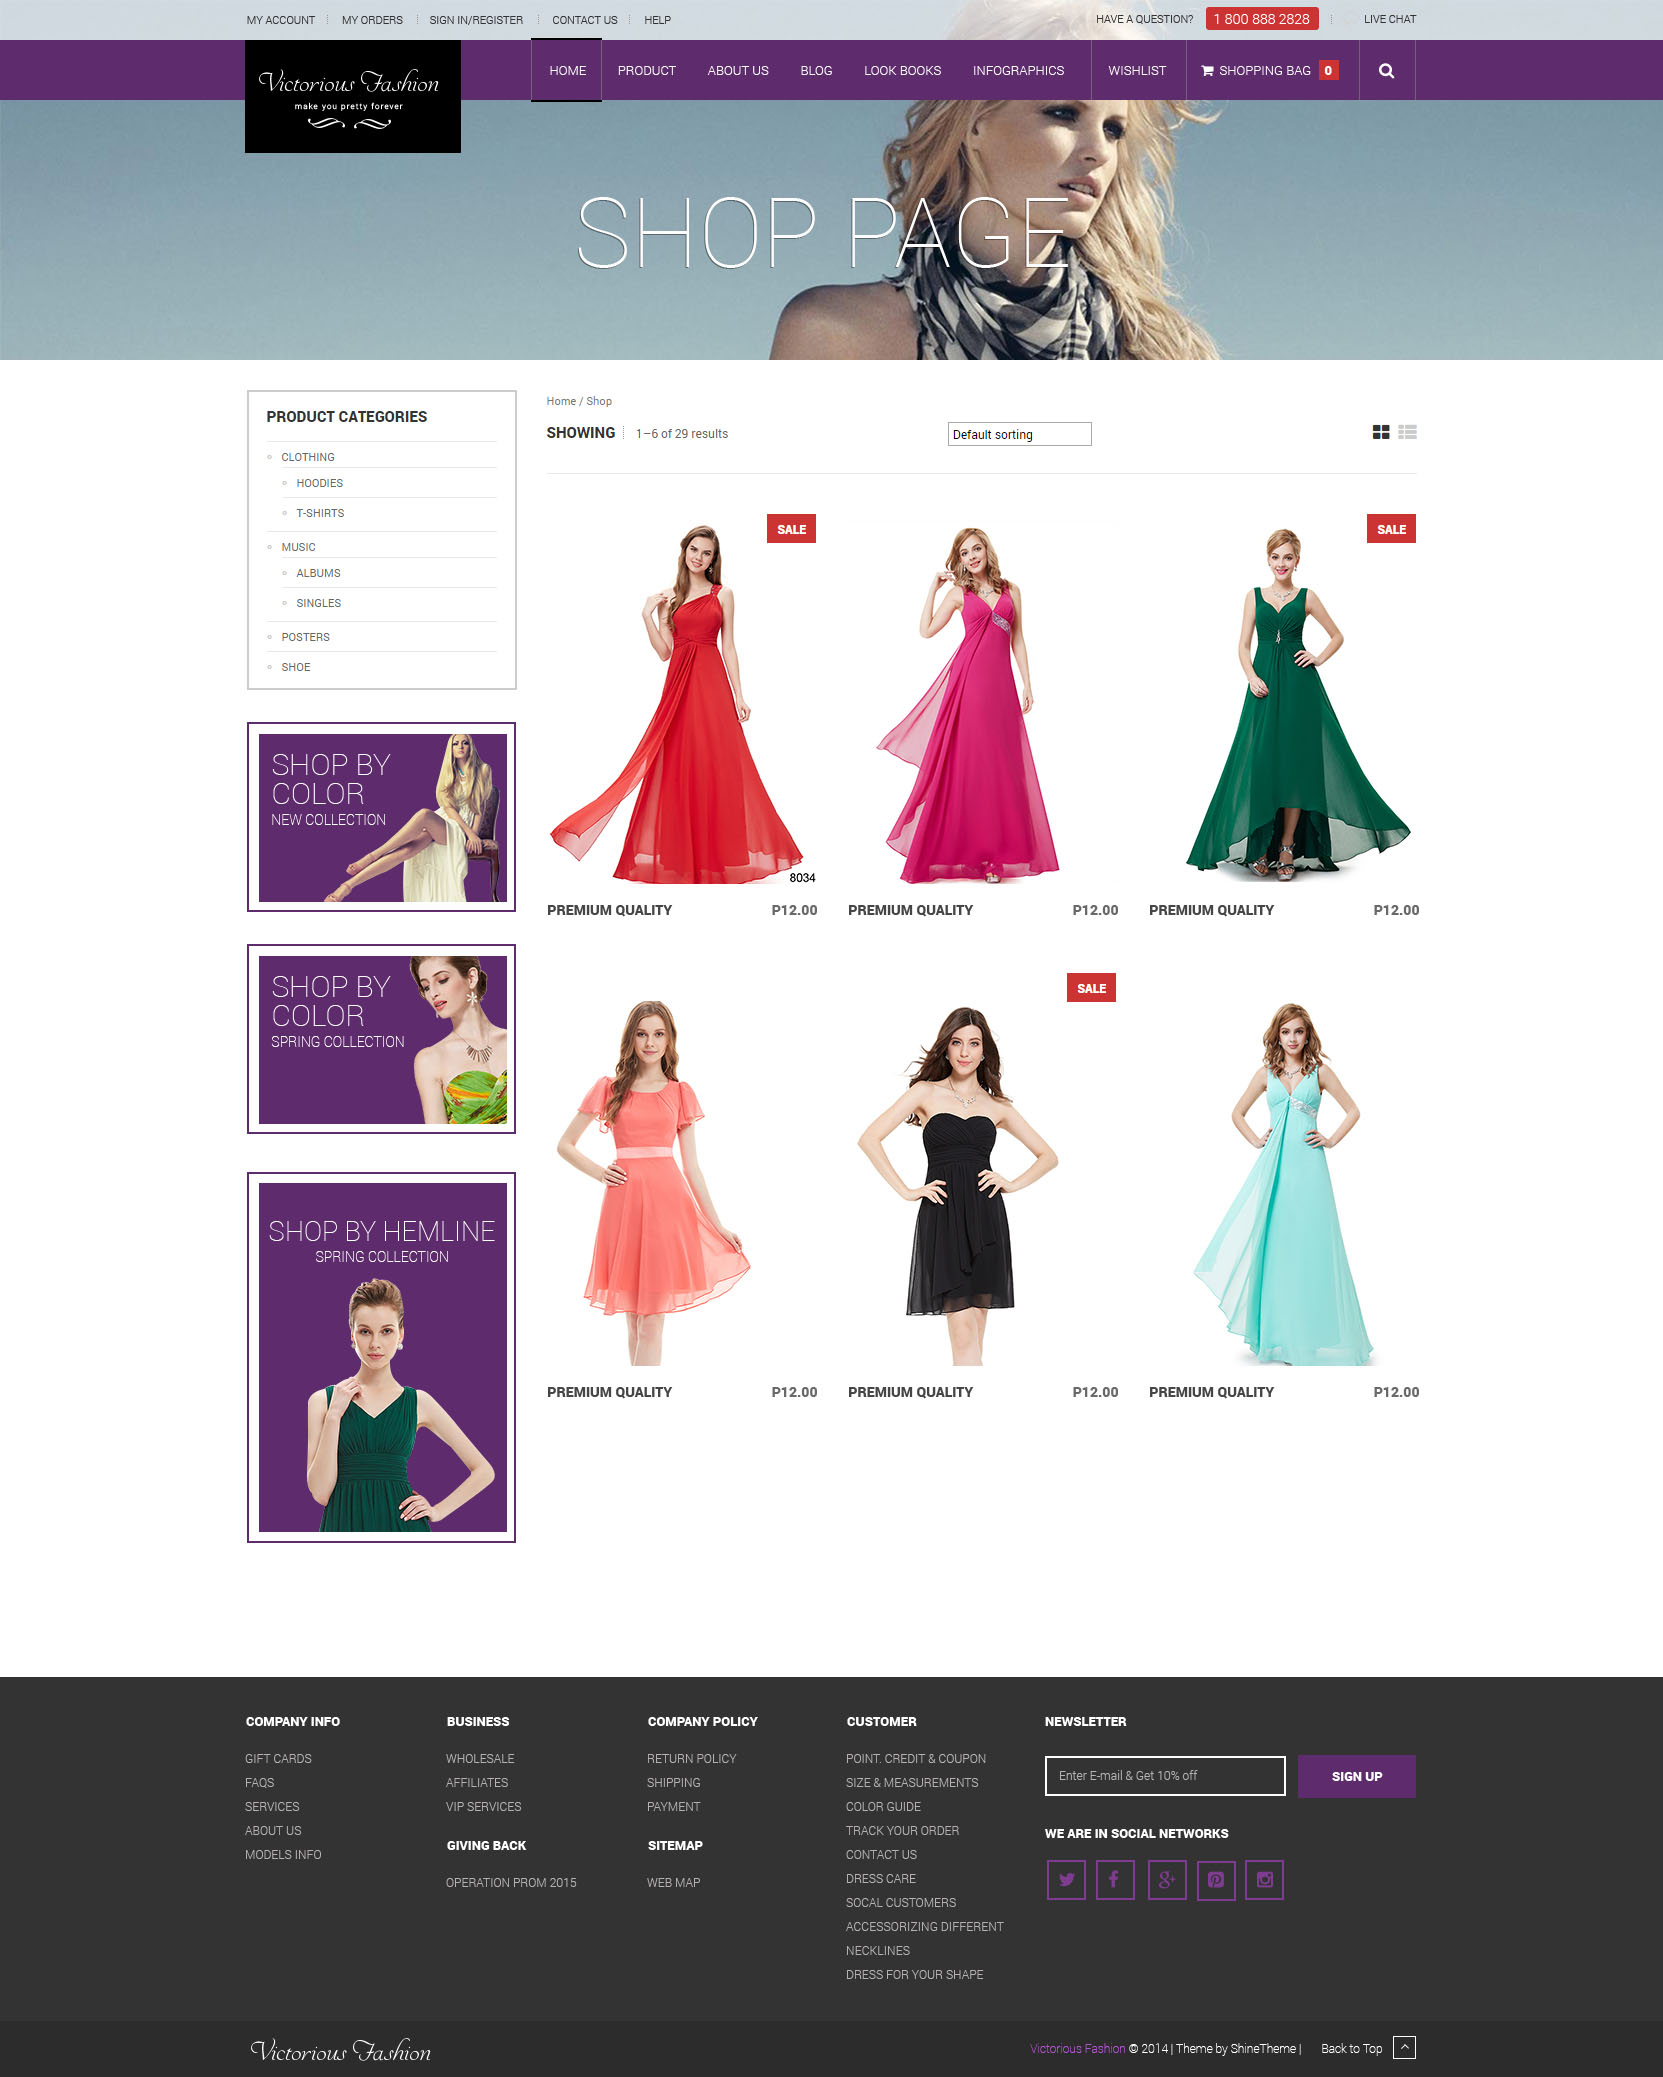 MY ACCOUNT
MY ORDERS
SIGN IN/REGISTER
CONTACT US
HELP
HAVE A QUESTION?
1 800 888 2828
LIVE CHAT
Victorious Fashion
make you pretty forever
HOME
PRODUCT
ABOUT US
BLOG
LOOK BOOKS
INFOGRAPHICS
WISHLIST
SHOPPING BAG 0
SHOP PAGE
PRODUCT CATEGORIES
CLOTHING
HOODIES
T-SHIRTS
MUSIC
ALBUMS
SINGLES
POSTERS
SHOE
SHOP BY
COLOR
NEW COLLECTION
SHOP BY
COLOR
SPRING COLLECTION
SHOP BY HEMLINE
SPRING COLLECTION
Home / Shop
SHOWING
1–6 of 29 results
Default sorting
SALE
SALE
8034
PREMIUM QUALITY P12.00
PREMIUM QUALITY P12.00
PREMIUM QUALITY P12.00
SALE
PREMIUM QUALITY P12.00
PREMIUM QUALITY P12.00
PREMIUM QUALITY P12.00
COMPANY INFO
GIFT CARDS
FAQS
SERVICES
ABOUT US
MODELS INFO
BUSINESS
WHOLESALE
AFFILIATES
VIP SERVICES
GIVING BACK
OPERATION PROM 2015
COMPANY POLICY
RETURN POLICY
SHIPPING
PAYMENT
SITEMAP
WEB MAP
CUSTOMER
POINT. CREDIT & COUPON
SIZE & MEASUREMENTS
COLOR GUIDE
TRACK YOUR ORDER
CONTACT US
DRESS CARE
SOCAL CUSTOMERS
ACCESSORIZING DIFFERENT
NECKLINES
DRESS FOR YOUR SHAPE
NEWSLETTER
Enter E-mail & Get 10% off
SIGN UP
WE ARE IN SOCIAL NETWORKS
Victorious Fashion
Victorious Fashion © 2014 | Theme by ShineTheme |
Back to Top